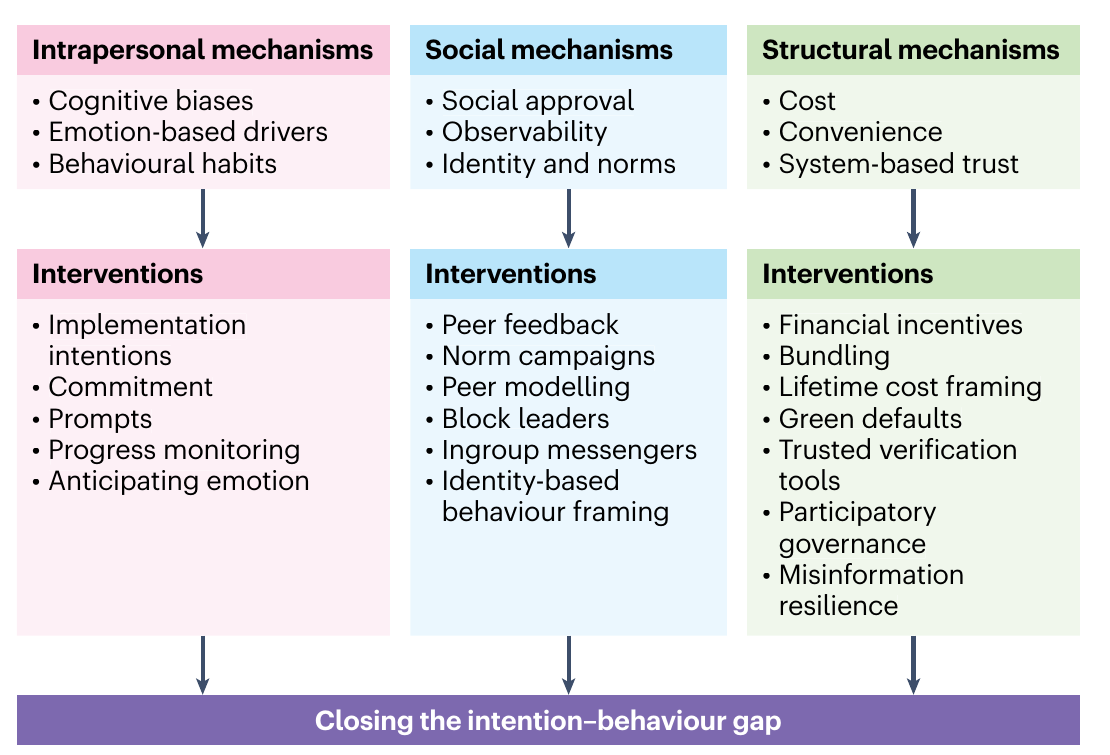 Intrapersonal mechanisms
• Cognitive biases
• Emotion-based drivers
• Behavioural habits
Social mechanisms
• Social approval
• Observability
• Identity and norms
Structural mechanisms
• Cost
• Convenience
• System-based trust
Interventions
• Implementation
intentions
• Commitment
• Prompts
• Progress monitoring
• Anticipating emotion
Interventions
• Peer feedback
• Norm campaigns
• Peer modelling
• Block leaders
• Ingroup messengers
• Identity-based
behaviour framing
Interventions
• Financial incentives
• Bundling
• Lifetime cost framing
• Green defaults
• Trusted verification
tools
• Participatory
governance
• Misinformation
resilience
Closing the intention–behaviour gap